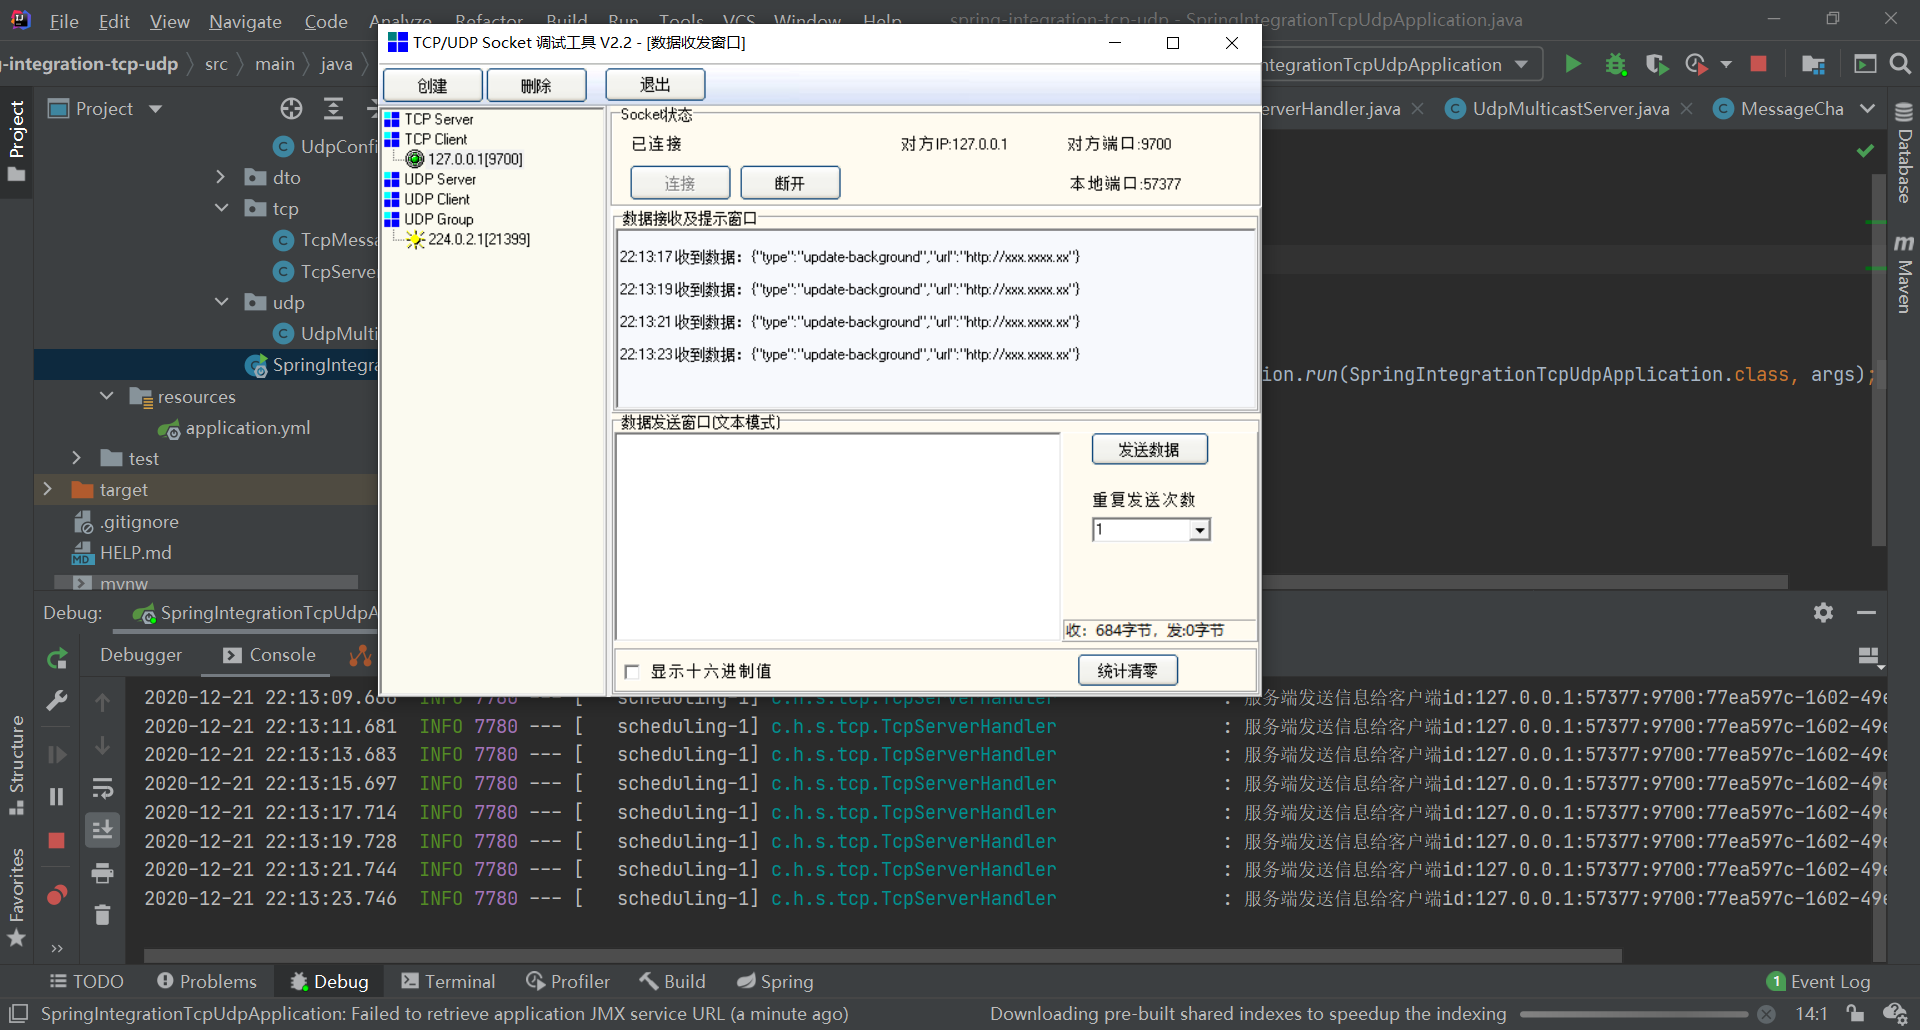 File Edit View Navigate Code Analyze Refactor Build Run Tools VCS Window Help spring-integration-tcp-udp - SpringIntegrationTcpUdpApplication.java
-integration-tcp-udp src main java
tegrationTcpUdpApplication
TCP/UDP Socket 调试工具 V2.2 - [数据收发窗口]
创建 删除 退出
TCP Server
TCP Client
127.0.0.1[9700]
UDP Server
UDP Client
UDP Group
224.0.2.1[21399]
Socket状态
已连接 对方IP:127.0.0.1 对方端口:9700
连接 断开 本地端口:57377
数据接收及提示窗口
22:13:17 收到数据：{"type":"update-background","url":"http://xxx.xxxx.xx"}
22:13:19 收到数据：{"type":"update-background","url":"http://xxx.xxxx.xx"}
22:13:21 收到数据：{"type":"update-background","url":"http://xxx.xxxx.xx"}
22:13:23 收到数据：{"type":"update-background","url":"http://xxx.xxxx.xx"}
数据发送窗口(文本模式)
发送数据
重复发送次数
1
收：684字节，发:0字节
显示十六进制值 统计清零
Project
Project
UdpConfi
dto
tcp
TcpMessa
TcpServe
udp
UdpMulti
SpringIntegra
resources
application.yml
test
target
.gitignore
HELP.md
mvnw
erverHandler.java UdpMulticastServer.java MessageCha
Database
Maven
ion.run(SpringIntegrationTcpUdpApplication.class, args);
Debug: SpringIntegrationTcpUdpA
Debugger Console
Structure
Favorites
2020-12-21 22:13:09.666 INFO 7780 --- [ scheduling-1] c.h.s.tcp.TcpServerHandler : 服务端发送信息给客户端id:127.0.0.1:57377:9700:77ea597c-1602-49e
2020-12-21 22:13:11.681 INFO 7780 --- [ scheduling-1] c.h.s.tcp.TcpServerHandler : 服务端发送信息给客户端id:127.0.0.1:57377:9700:77ea597c-1602-49e
2020-12-21 22:13:13.683 INFO 7780 --- [ scheduling-1] c.h.s.tcp.TcpServerHandler : 服务端发送信息给客户端id:127.0.0.1:57377:9700:77ea597c-1602-49e
2020-12-21 22:13:15.697 INFO 7780 --- [ scheduling-1] c.h.s.tcp.TcpServerHandler : 服务端发送信息给客户端id:127.0.0.1:57377:9700:77ea597c-1602-49e
2020-12-21 22:13:17.714 INFO 7780 --- [ scheduling-1] c.h.s.tcp.TcpServerHandler : 服务端发送信息给客户端id:127.0.0.1:57377:9700:77ea597c-1602-49e
2020-12-21 22:13:19.728 INFO 7780 --- [ scheduling-1] c.h.s.tcp.TcpServerHandler : 服务端发送信息给客户端id:127.0.0.1:57377:9700:77ea597c-1602-49e
2020-12-21 22:13:21.744 INFO 7780 --- [ scheduling-1] c.h.s.tcp.TcpServerHandler : 服务端发送信息给客户端id:127.0.0.1:57377:9700:77ea597c-1602-49e
2020-12-21 22:13:23.746 INFO 7780 --- [ scheduling-1] c.h.s.tcp.TcpServerHandler : 服务端发送信息给客户端id:127.0.0.1:57377:9700:77ea597c-1602-49e
TODO Problems Debug Terminal Profiler Build Spring 1 Event Log
SpringIntegrationTcpUdpApplication: Failed to retrieve application JMX service URL (a minute ago) Downloading pre-built shared indexes to speedup the indexing 14:1